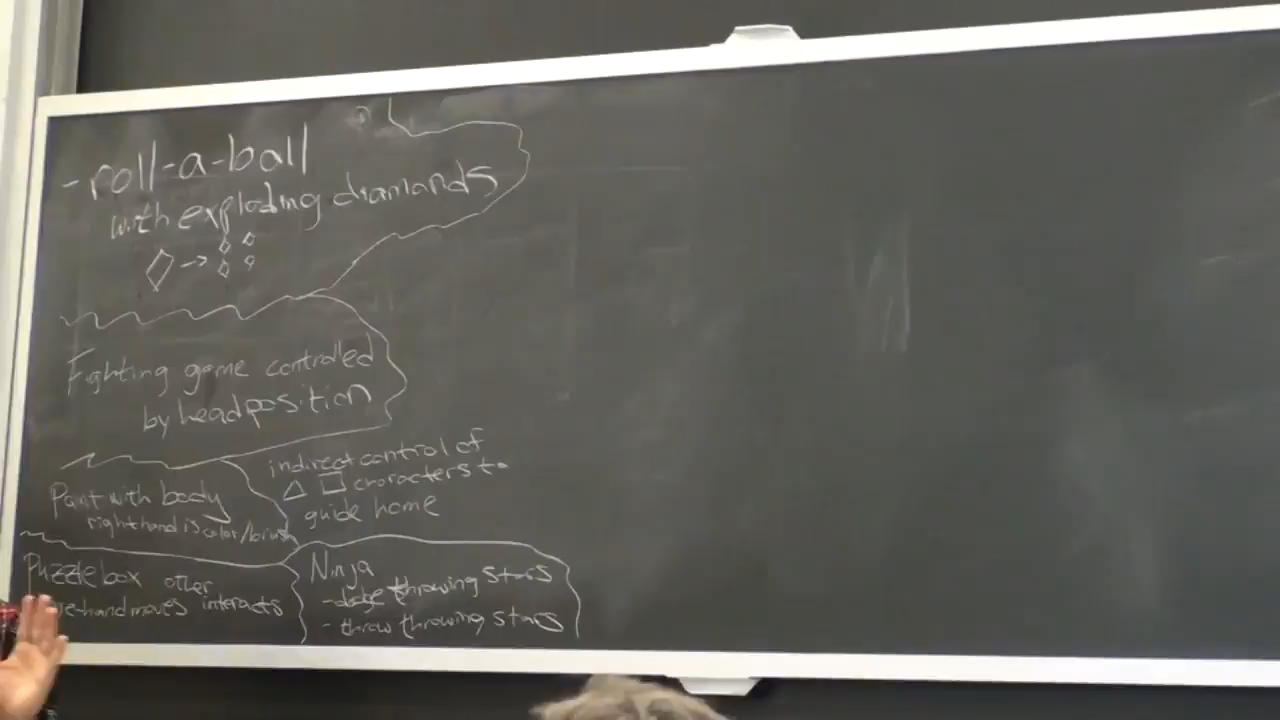 -roll-a-ball
with exploding diamands
Fighting game controlled
by head position
indirect control of
characters to
guide home
Paint with body
right hand is color/brush
Puzzle box other
-hand moves interacts
Ninja
-dodge throwing stars
- throw throwing stars